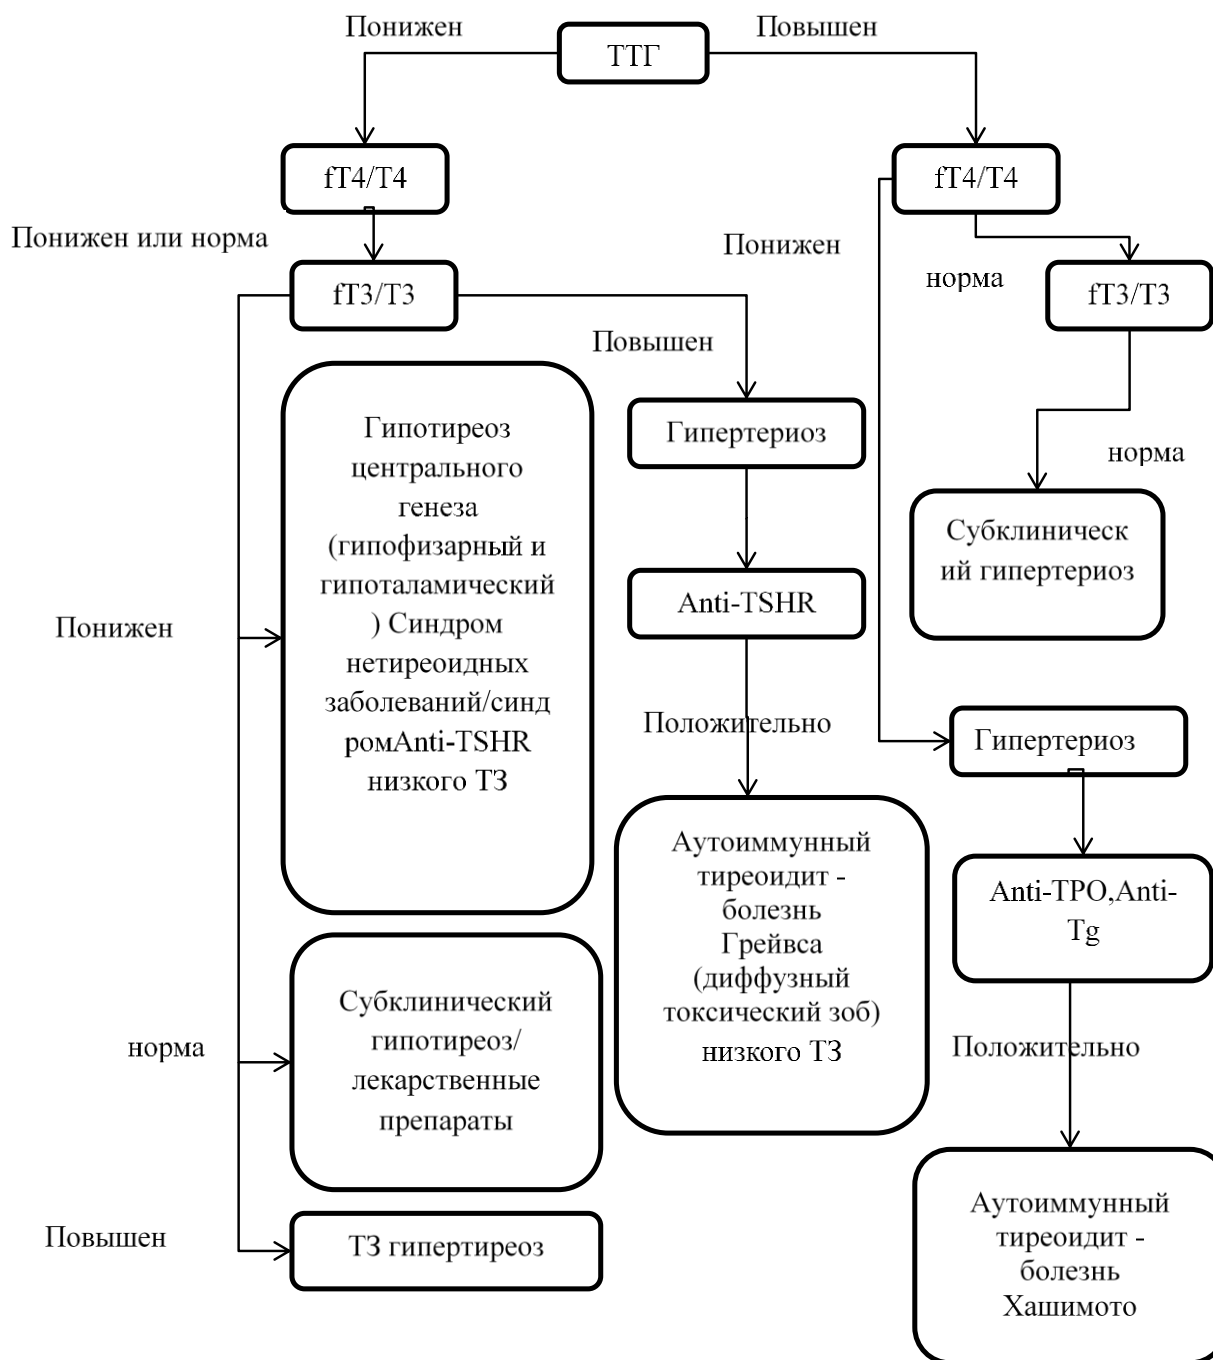 Понижен
ТТГ
Повышен
fT4/T4
fT4/T4
Понижен или норма
Понижен
норма
fT3/T3
fT3/T3
Повышен
Гипотиреоз
центрального
генеза
(гипофизарный и
гипоталамический
) Синдром
нетиреоидных
заболеваний/синд
ромAnti-TSHR
низкого ТЗ
Гипертериоз
норма
Субклиническ
ий гипертериоз
Anti-TSHR
Понижен
Положительно
Гипертериоз
Аутоиммунный
тиреоидит -
болезнь
Грейвса
(диффузный
токсический зоб)
низкого ТЗ
Anti-TPO,Anti-
Tg
Субклинический
гипотиреоз/
лекарственные
препараты
норма
Положительно
Повышен
ТЗ гипертиреоз
Аутоиммунный
тиреоидит -
болезнь
Хашимото